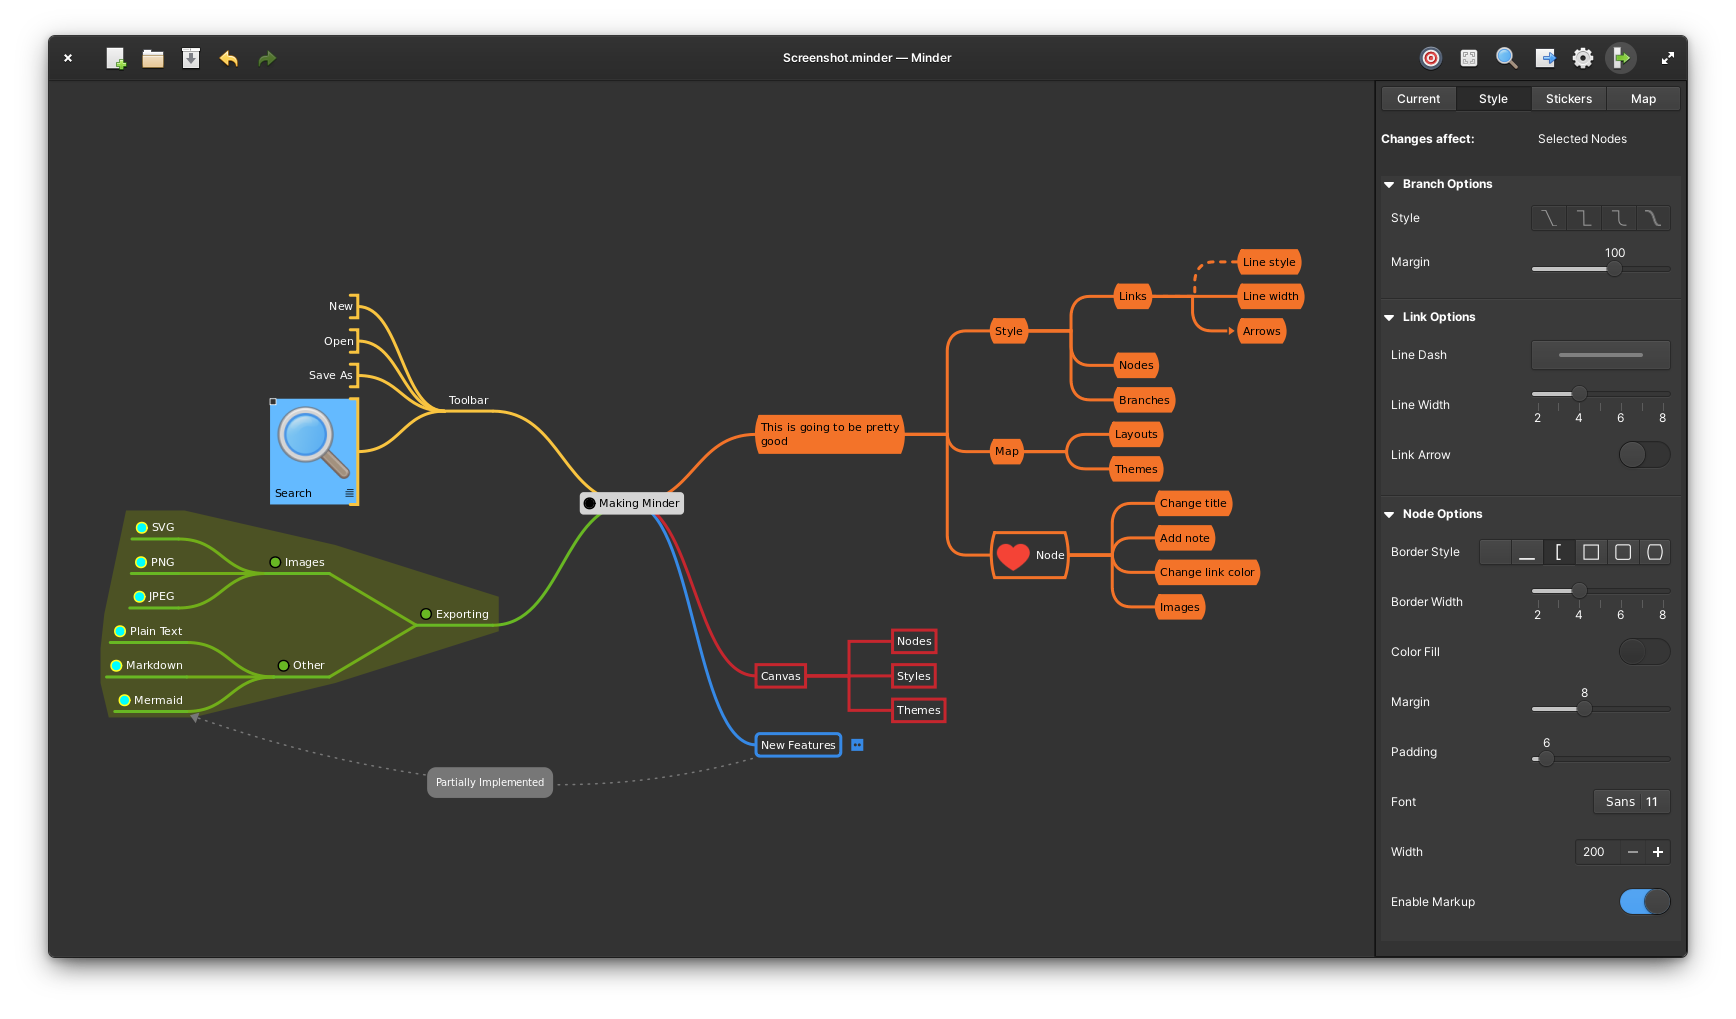 Screenshot.minder — Minder
Current
Style
Stickers
Map
Changes affect:
Selected Nodes
Branch Options
Style
Margin
100
Link Options
Line Dash
Line Width
2 4 6 8
Link Arrow
Node Options
Border Style
Border Width
2 4 6 8
Color Fill
Margin
8
Padding
6
Font
Sans 11
Width
200
Enable Markup
New
Open
Save As
Search
Toolbar
Making Minder
SVG
PNG
JPEG
Images
Plain Text
Markdown
Mermaid
Other
Exporting
Partially Implemented
This is going to be pretty
good
Style
Links
Line style
Line width
Arrows
Nodes
Branches
Map
Layouts
Themes
Node
Change title
Add note
Change link color
Images
Canvas
Nodes
Styles
Themes
New Features